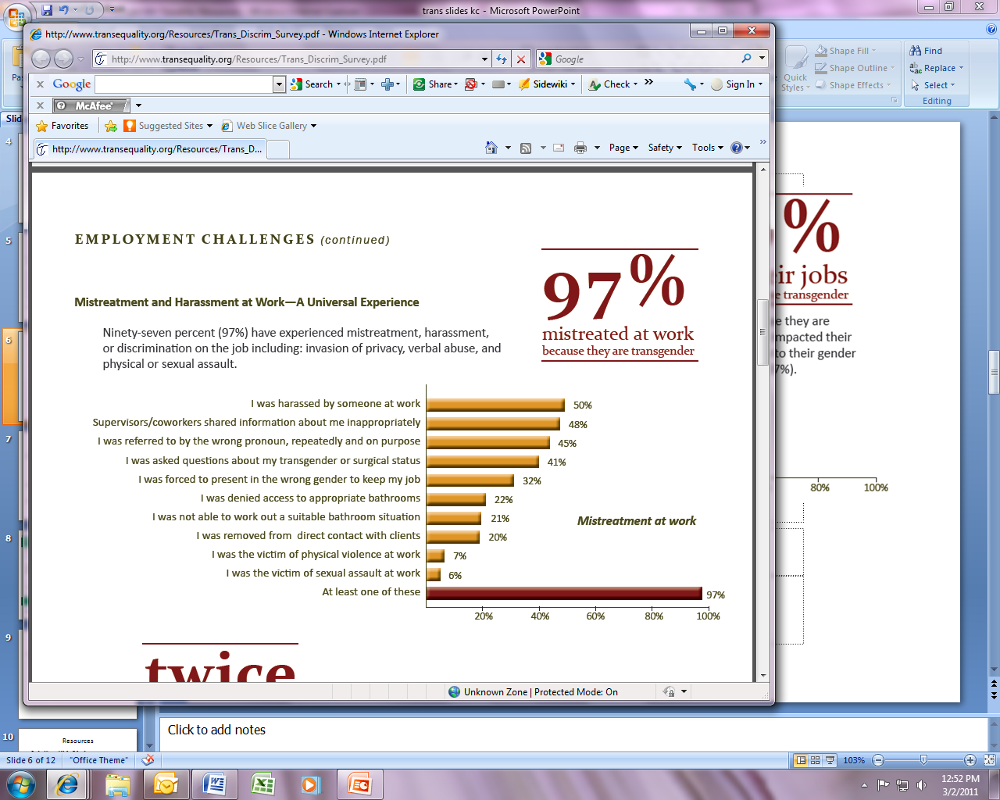 trans slides kc - Microsoft PowerPoint
http://www.transequality.org/Resources/Trans_Discrim_Survey.pdf - Windows Internet Explorer
http://www.transequality.org/Resources/Trans_Discrim_Survey.pdf
Google
Google Search Share Sidewiki Check Sign In
McAfee
Favorites Suggested Sites Web Slice Gallery
http://www.transequality.org/Resources/Trans_D...
Page Safety Tools
EMPLOYMENT CHALLENGES (continued)
97%
mistreated at work
because they are transgender
Mistreatment and Harassment at Work—A Universal Experience
Ninety-seven percent (97%) have experienced mistreatment, harassment,
or discrimination on the job including: invasion of privacy, verbal abuse, and
physical or sexual assault.
I was harassed by someone at work 50%
Supervisors/coworkers shared information about me inappropriately 48%
I was referred to by the wrong pronoun, repeatedly and on purpose 45%
I was asked questions about my transgender or surgical status 41%
I was forced to present in the wrong gender to keep my job 32%
I was denied access to appropriate bathrooms 22%
I was not able to work out a suitable bathroom situation 21%
Mistreatment at work
I was removed from direct contact with clients 20%
I was the victim of physical violence at work 7%
I was the victim of sexual assault at work 6%
At least one of these 97%
20% 40% 60% 80% 100%
twice
Unknown Zone | Protected Mode: On
Quick
Styles
Shape Fill
Shape Outline
Shape Effects
Find
Replace
Select
Editing
Slid
4
5
6
7
8
9
10
Resources
%
ir jobs
e transgender
e they are
mpacted their
to their gender
7%).
80% 100%
Click to add notes
Slide 6 of 12 "Office Theme" 103%
12:52 PM
3/2/2011